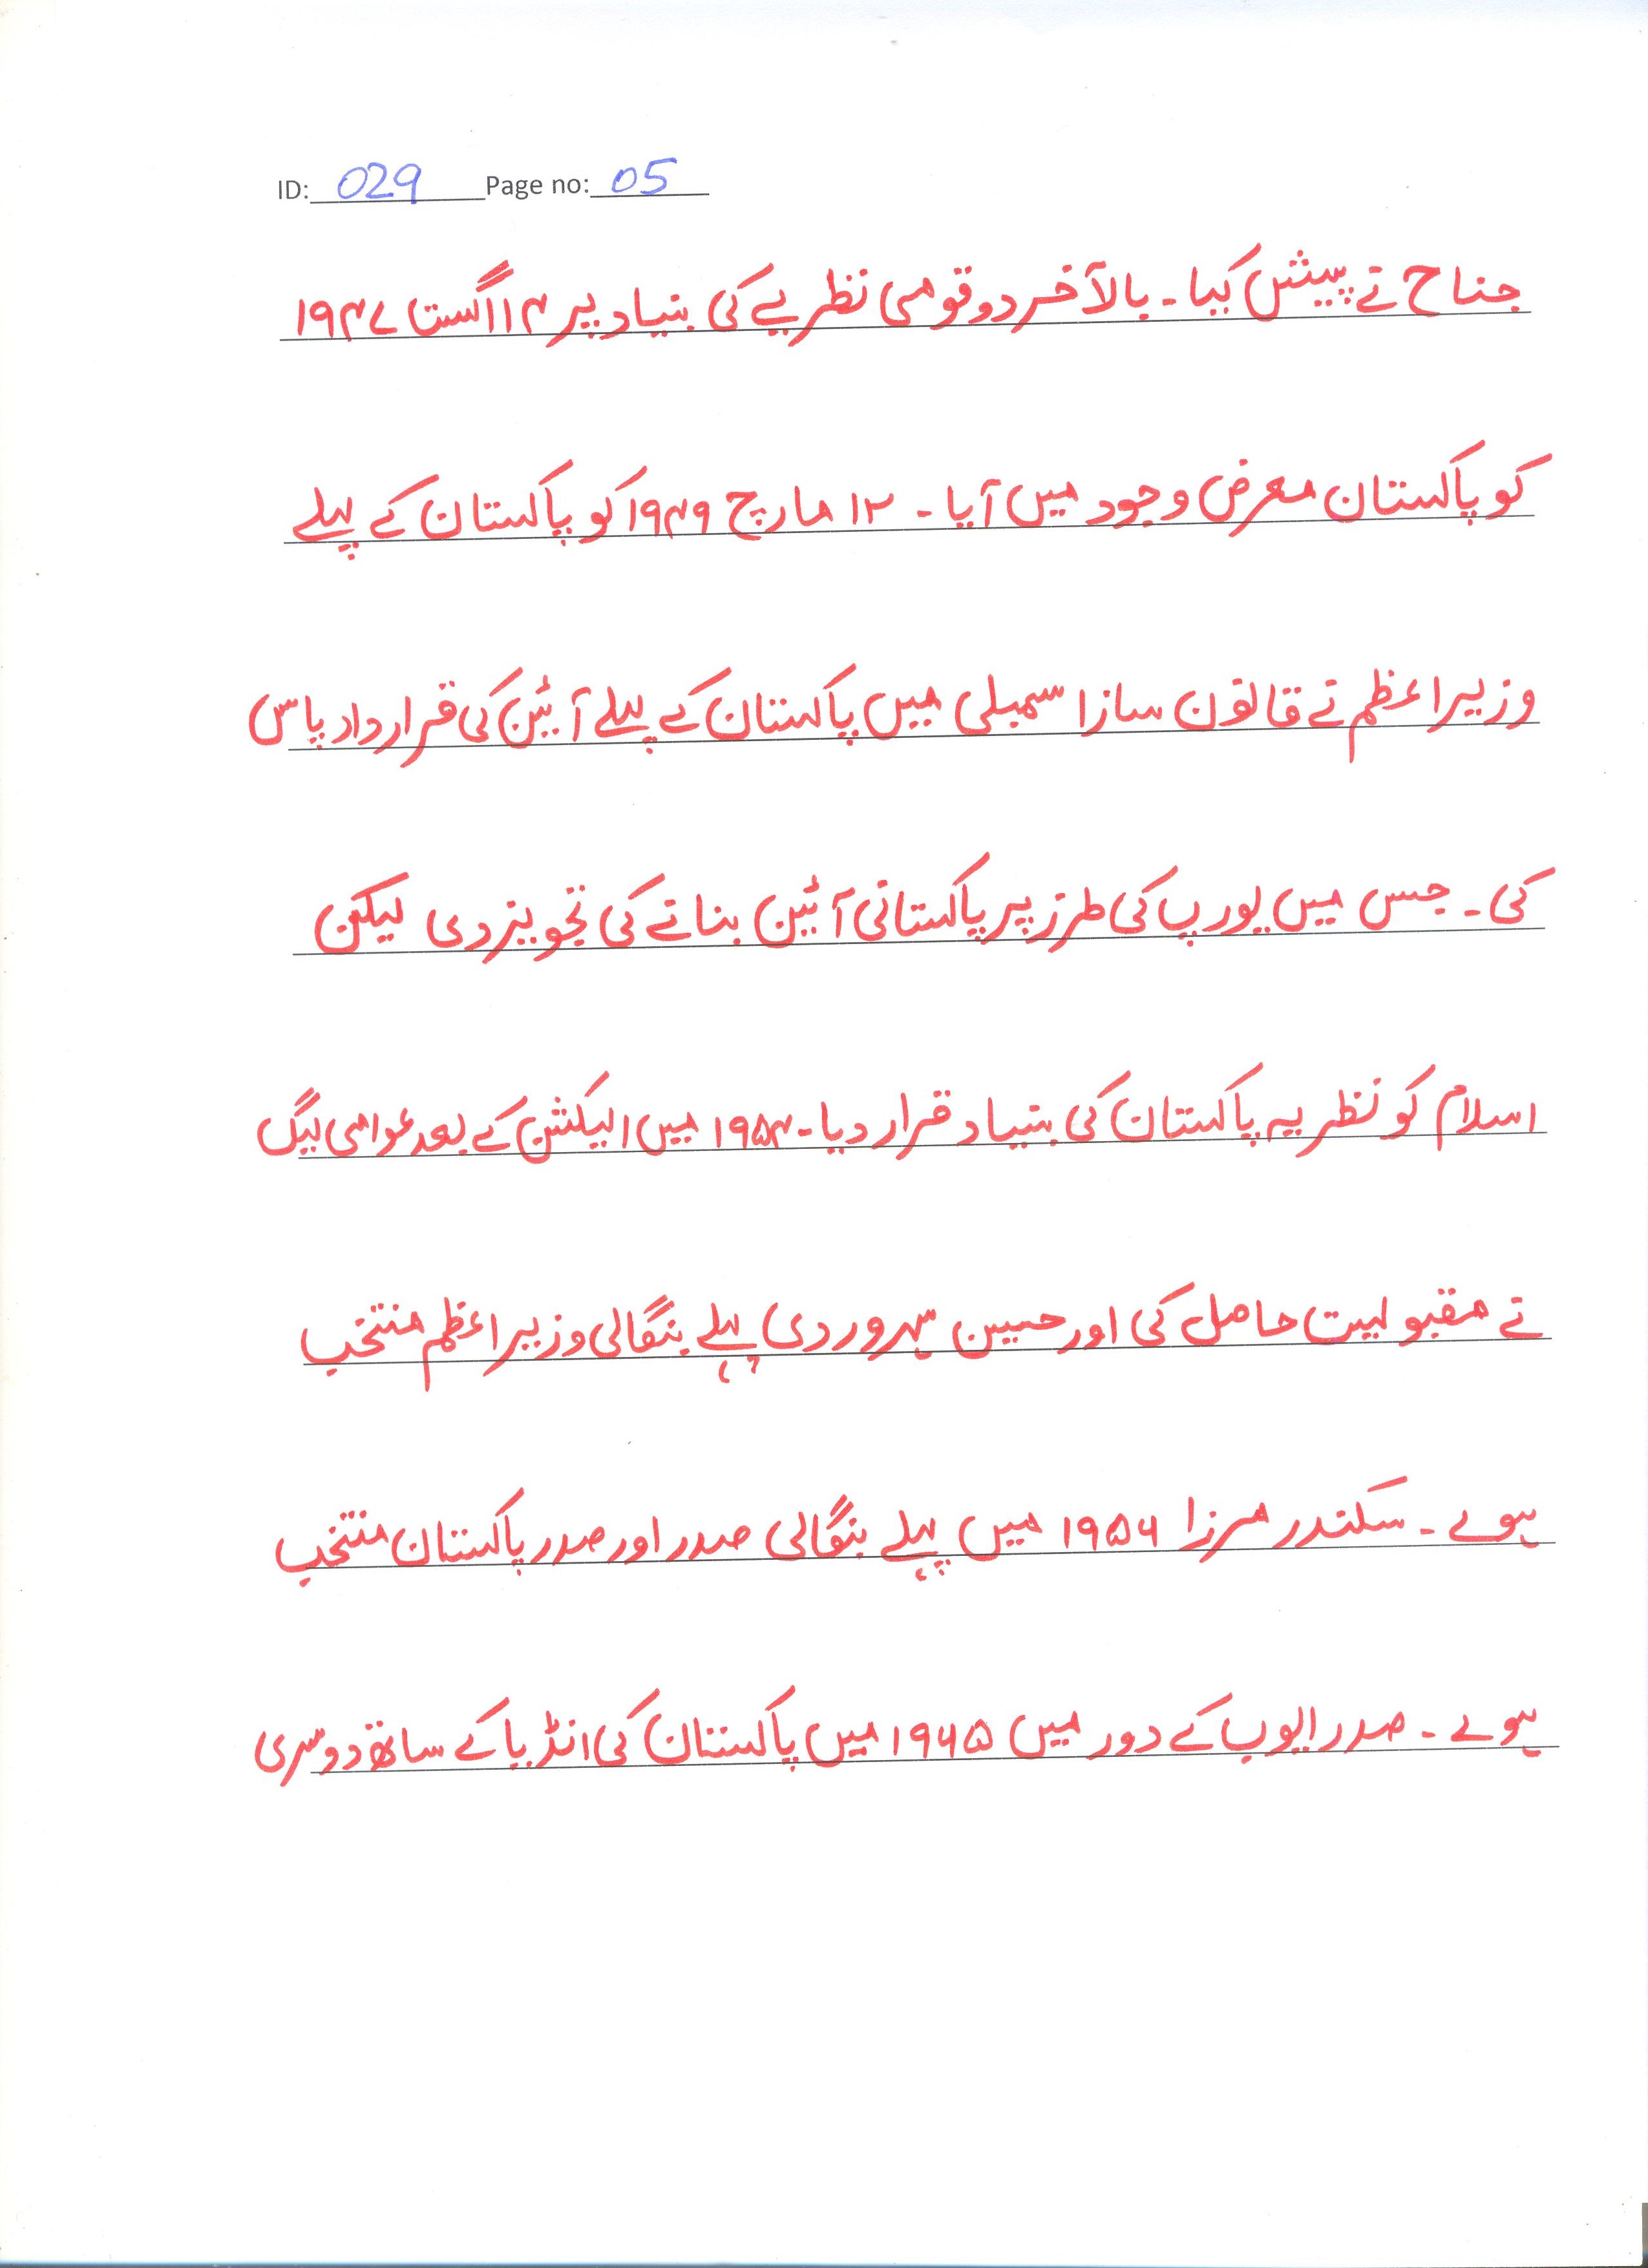 ID: 029 Page no: 05
جناح نے پیش کیا۔ بالآخر دو قومی نظریے کی بنیاد پر ۱۴ اگست ۱۹۴۷
کو پاکستان معرض وجود میں آیا۔ ۱۲ مارچ ۱۹۴۹ کو پاکستان کے پہلے
وزیراعظم نے قانون ساز اسمبلی میں پاکستان کے پہلے آئین کی قرارداد پاس
کی۔ جس میں یورپ کی طرز پر پاکستانی آئین بنانے کی تجویز دی لیکن
اسلام کو نظریہ پاکستان کی بنیاد قرار دیا۔ ۱۹۵۴ میں الیکشن کے بعد عوامی لیگ
نے مقبولیت حاصل کی اور حسین سہروردی پہلے بنگالی وزیراعظم منتخب
ہوے۔ سکندر مرزا ۱۹۵۶ میں پہلے بنگالی صدر اور صدر پاکستان منتخب
ہوے۔ صدر ایوب کے دور میں ۱۹۶۵ میں پاکستان کی انڈیا کے ساتھ دوسری